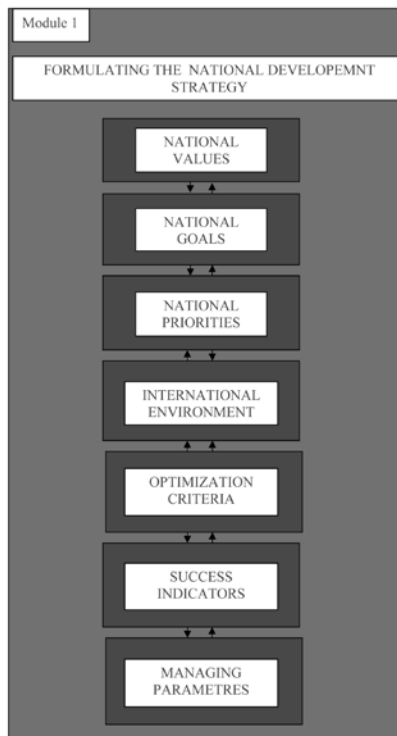 Module 1
FORMULATING THE NATIONAL DEVELOPEMNT
STRATEGY
NATIONAL
VALUES
NATIONAL
GOALS
NATIONAL
PRIORITIES
INTERNATIONAL
ENVIRONMENT
OPTIMIZATION
CRITERIA
SUCCESS
INDICATORS
MANAGING
PARAMETRES